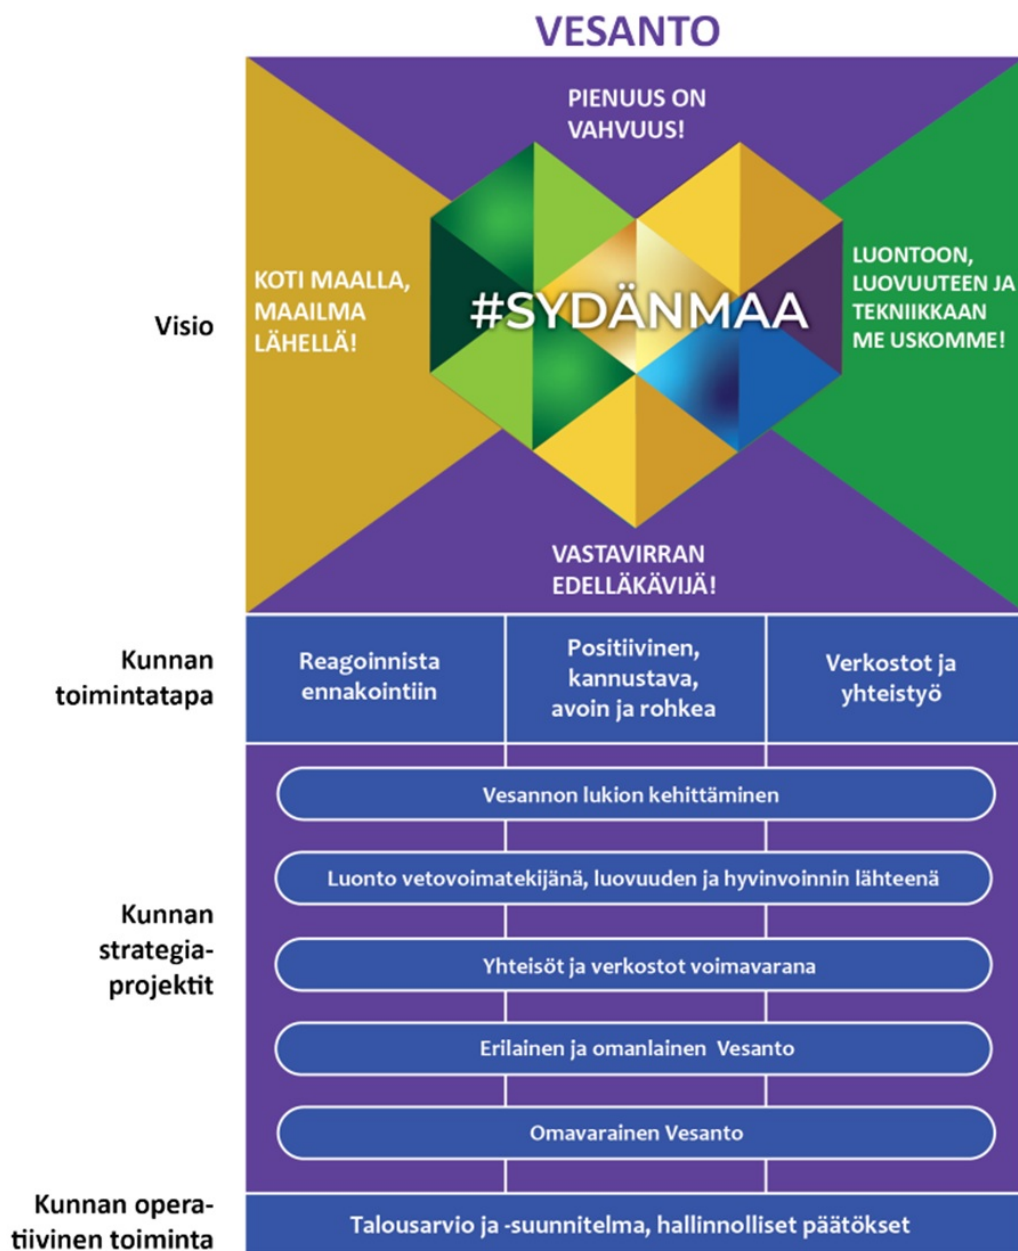 VESANTO
PIENUUS ON
VAHVUUS!
Visio
KOTI MAALLA,
MAAILMA
LÄHELLÄ!
#SYDÄNMAA
LUONTOON,
LUOVUUTEEN JA
TEKNIIKKAAN
ME USKOMME!
VASTAVIRRAN
EDELLÄKÄVIJÄ!
Kunnan
toimintatapa
Reagoinnista
ennakointiin
Positiivinen,
kannustava,
avoin ja rohkea
Verkostot ja
yhteistyö
Kunnan
strategia-
projektit
Vesannon lukion kehittäminen
Luonto vetovoimatekijänä, luovuuden ja hyvinvoinnin lähteenä
Yhteisöt ja verkostot voimavarana
Erilainen ja omanlainen Vesanto
Omavarainen Vesanto
Kunnan opera-
tiivinen toiminta
Talousarvio ja -suunnitelma, hallinnolliset päätökset